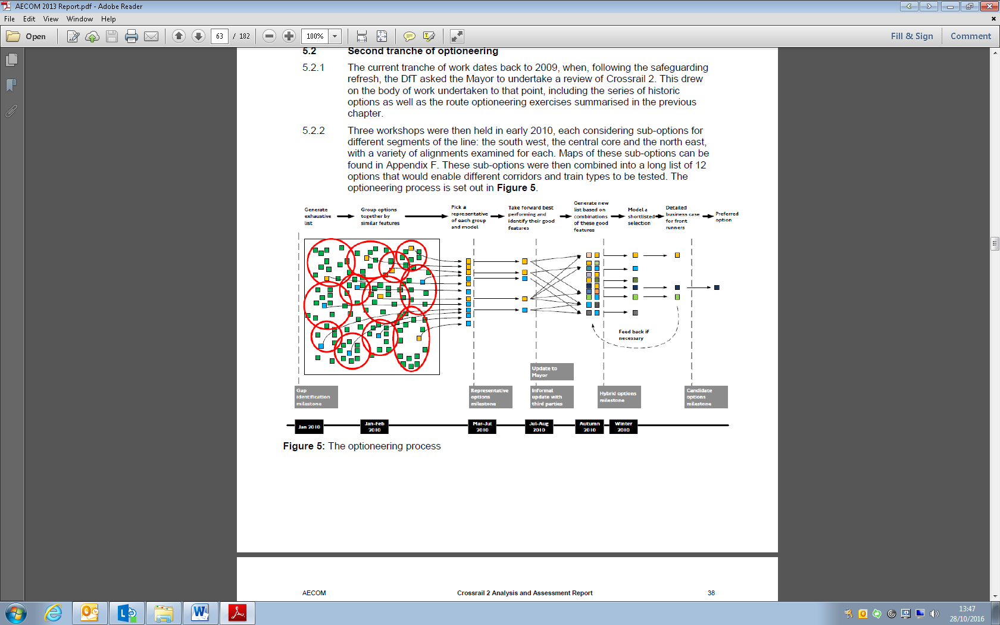 AECOM 2013 Report.pdf - Adobe Reader
File Edit View Window Help
Open
63 / 182
100%
Fill & Sign
Comment
5.2 Second tranche of optioneering
5.2.1 The current tranche of work dates back to 2009, when, following the safeguarding
refresh, the DfT asked the Mayor to undertake a review of Crossrail 2. This drew
on the body of work undertaken to that point, including the series of historic
options as well as the route optioneering exercises summarised in the previous
chapter.
5.2.2 Three workshops were then held in early 2010, each considering sub-options for
different segments of the line: the south west, the central core and the north east,
with a variety of alignments examined for each. Maps of these sub-options can be
found in Appendix F. These sub-options were then combined into a long list of 12
options that would enable different corridors and train types to be tested. The
optioneering process is set out in Figure 5.
Generate
exhaustive
list
Group options
together by
similar features
Pick a
representative
of each group
and model
Take forward best
performing and
identify their good
features
Generate new
list based on
combinations
of these good
features
Model a
shortlisted
selection
Detailed
business case
for front
runners
Preferred
option
Feed back if
necessary
Update to
Mayor
Gap
identification
milestone
Representative
options
milestone
Informal
update with
third parties
Hybrid options
milestone
Candidate
options
milestone
Jan 2010
Jan-Feb
2010
Mar-Jul
2010
Jul-Aug
2010
Autumn
2010
Winter
2010
Figure 5: The optioneering process
AECOM
Crossrail 2 Analysis and Assessment Report
38
13:47
28/10/2016